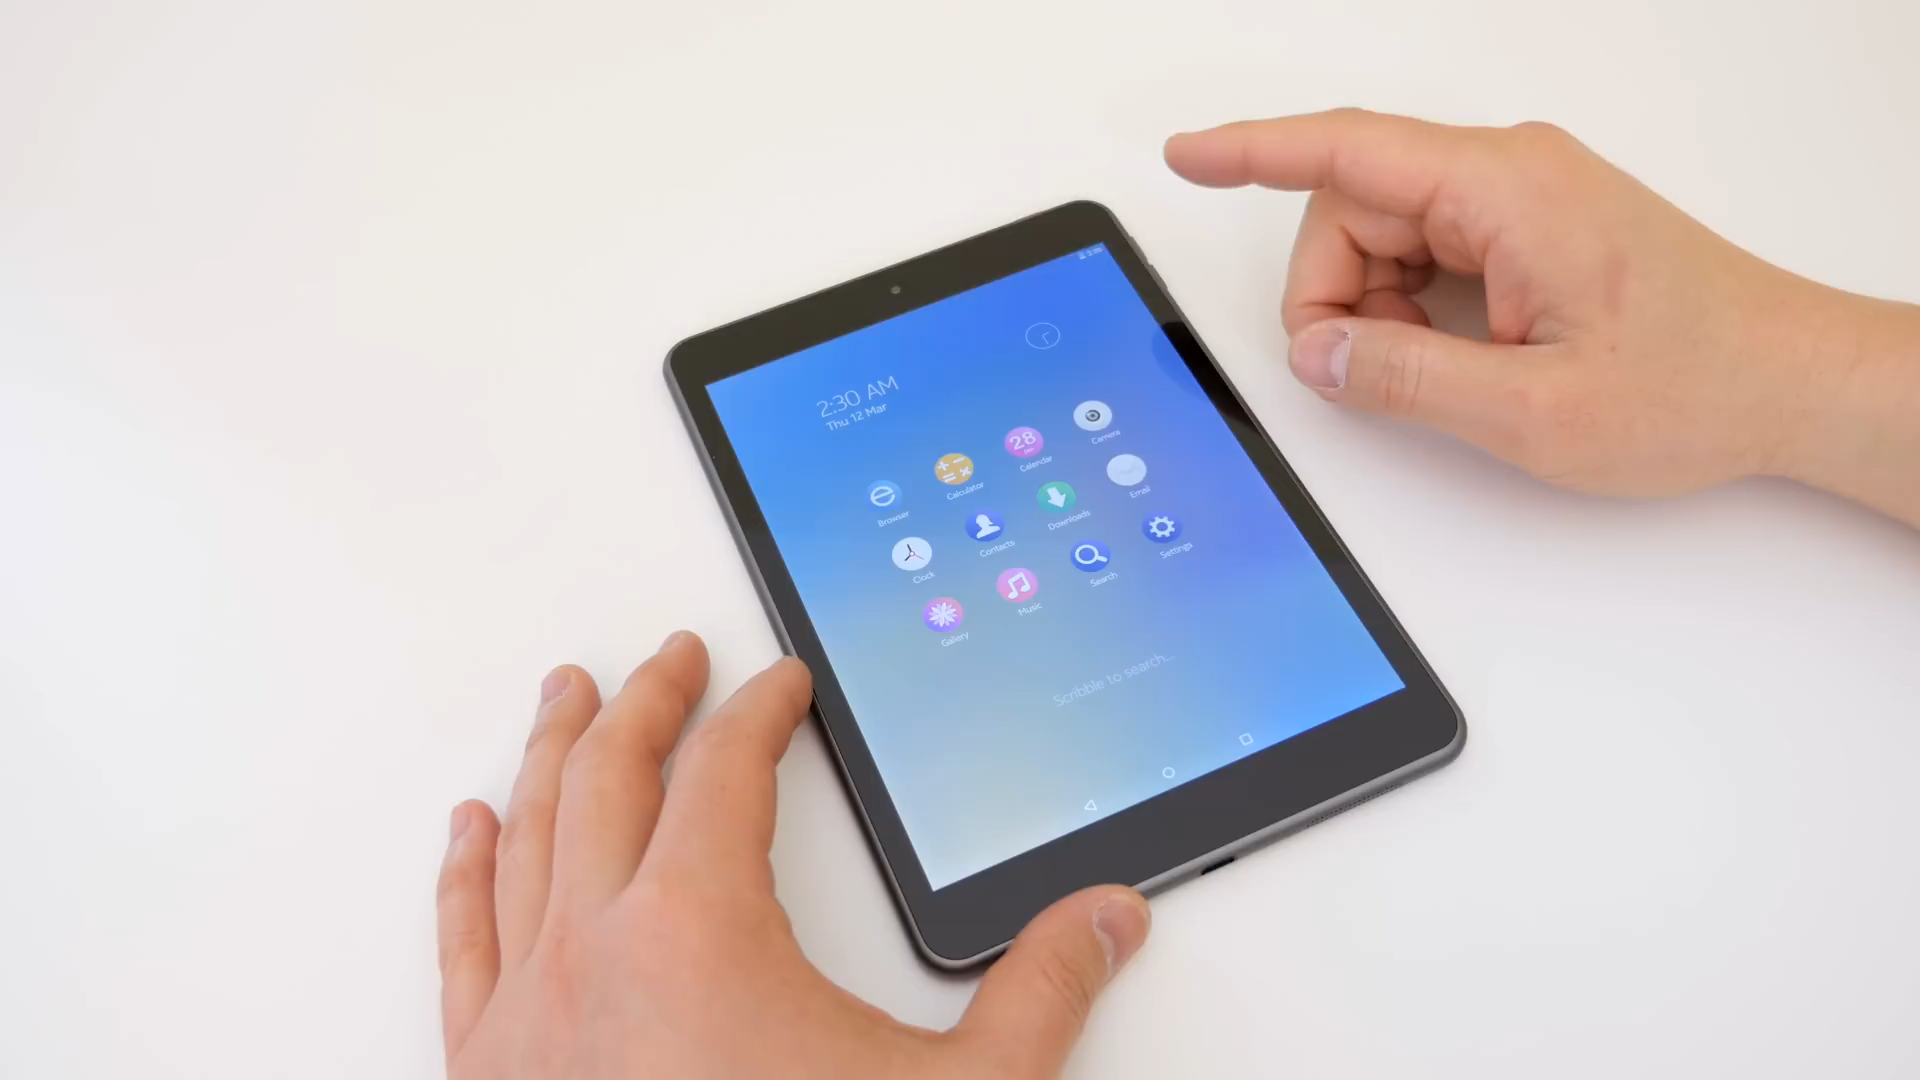 2:30 AM
Thu 12 Mar
Browser
Calculator
28
Calendar
Camera
Clock
Contacts
Downloads
Email
Gallery
Music
Search
Settings
Scribble to search...